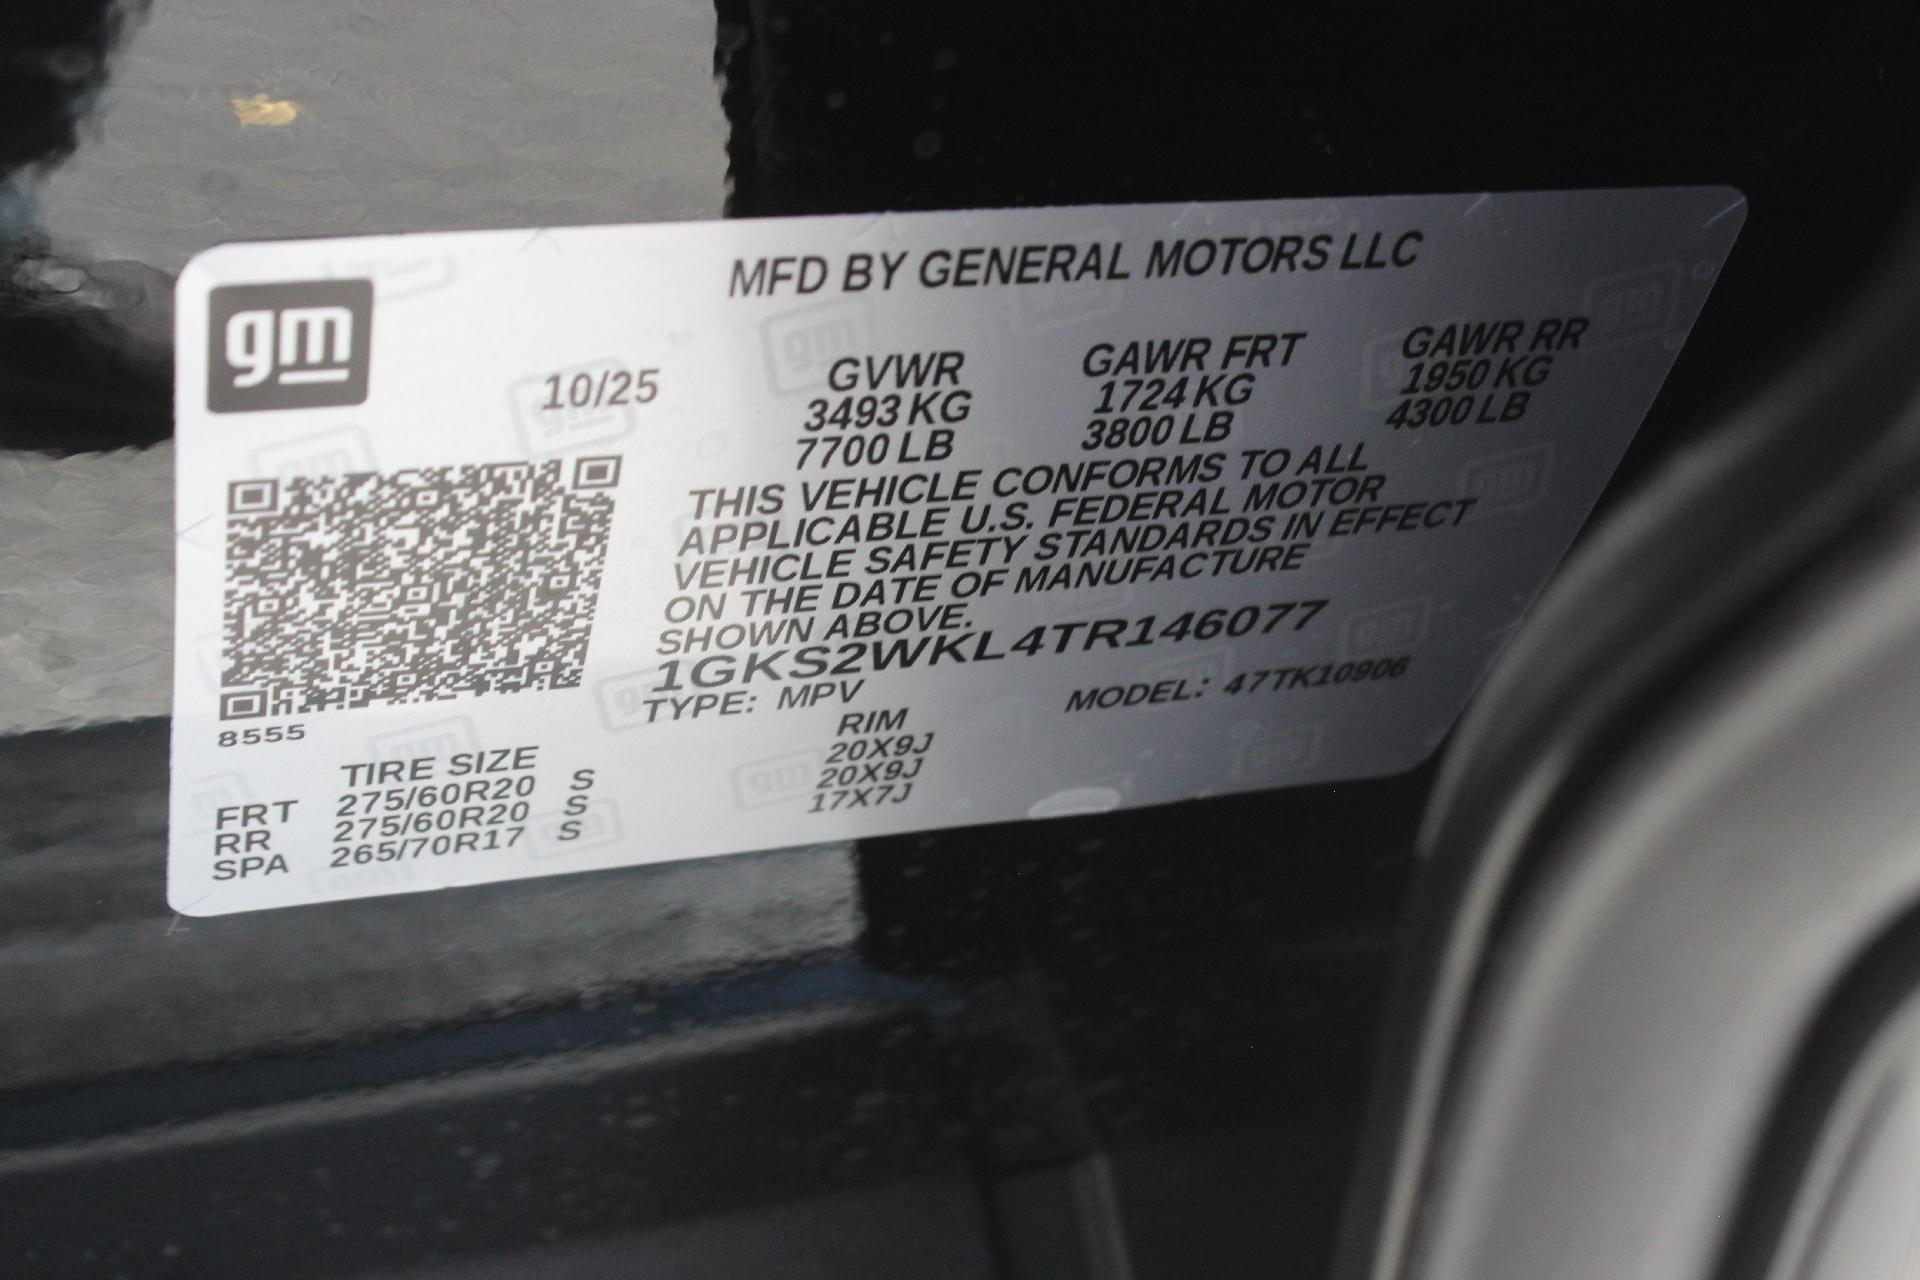 gm
MFD BY GENERAL MOTORS LLC
10/25
GVWR GAWR FRT GAWR RR
3493 KG 1724 KG 1950 KG
7700 LB 3800 LB 4300 LB
THIS VEHICLE CONFORMS TO ALL
APPLICABLE U.S. FEDERAL MOTOR
VEHICLE SAFETY STANDARDS IN EFFECT
ON THE DATE OF MANUFACTURE
SHOWN ABOVE.
1GKS2WKL4TR146077
TYPE: MPV MODEL: 47TK10906
8555
TIRE SIZE RIM
FRT 275/60R20 S 20X9J
RR 275/60R20 S 20X9J
SPA 265/70R17 S 17X7J